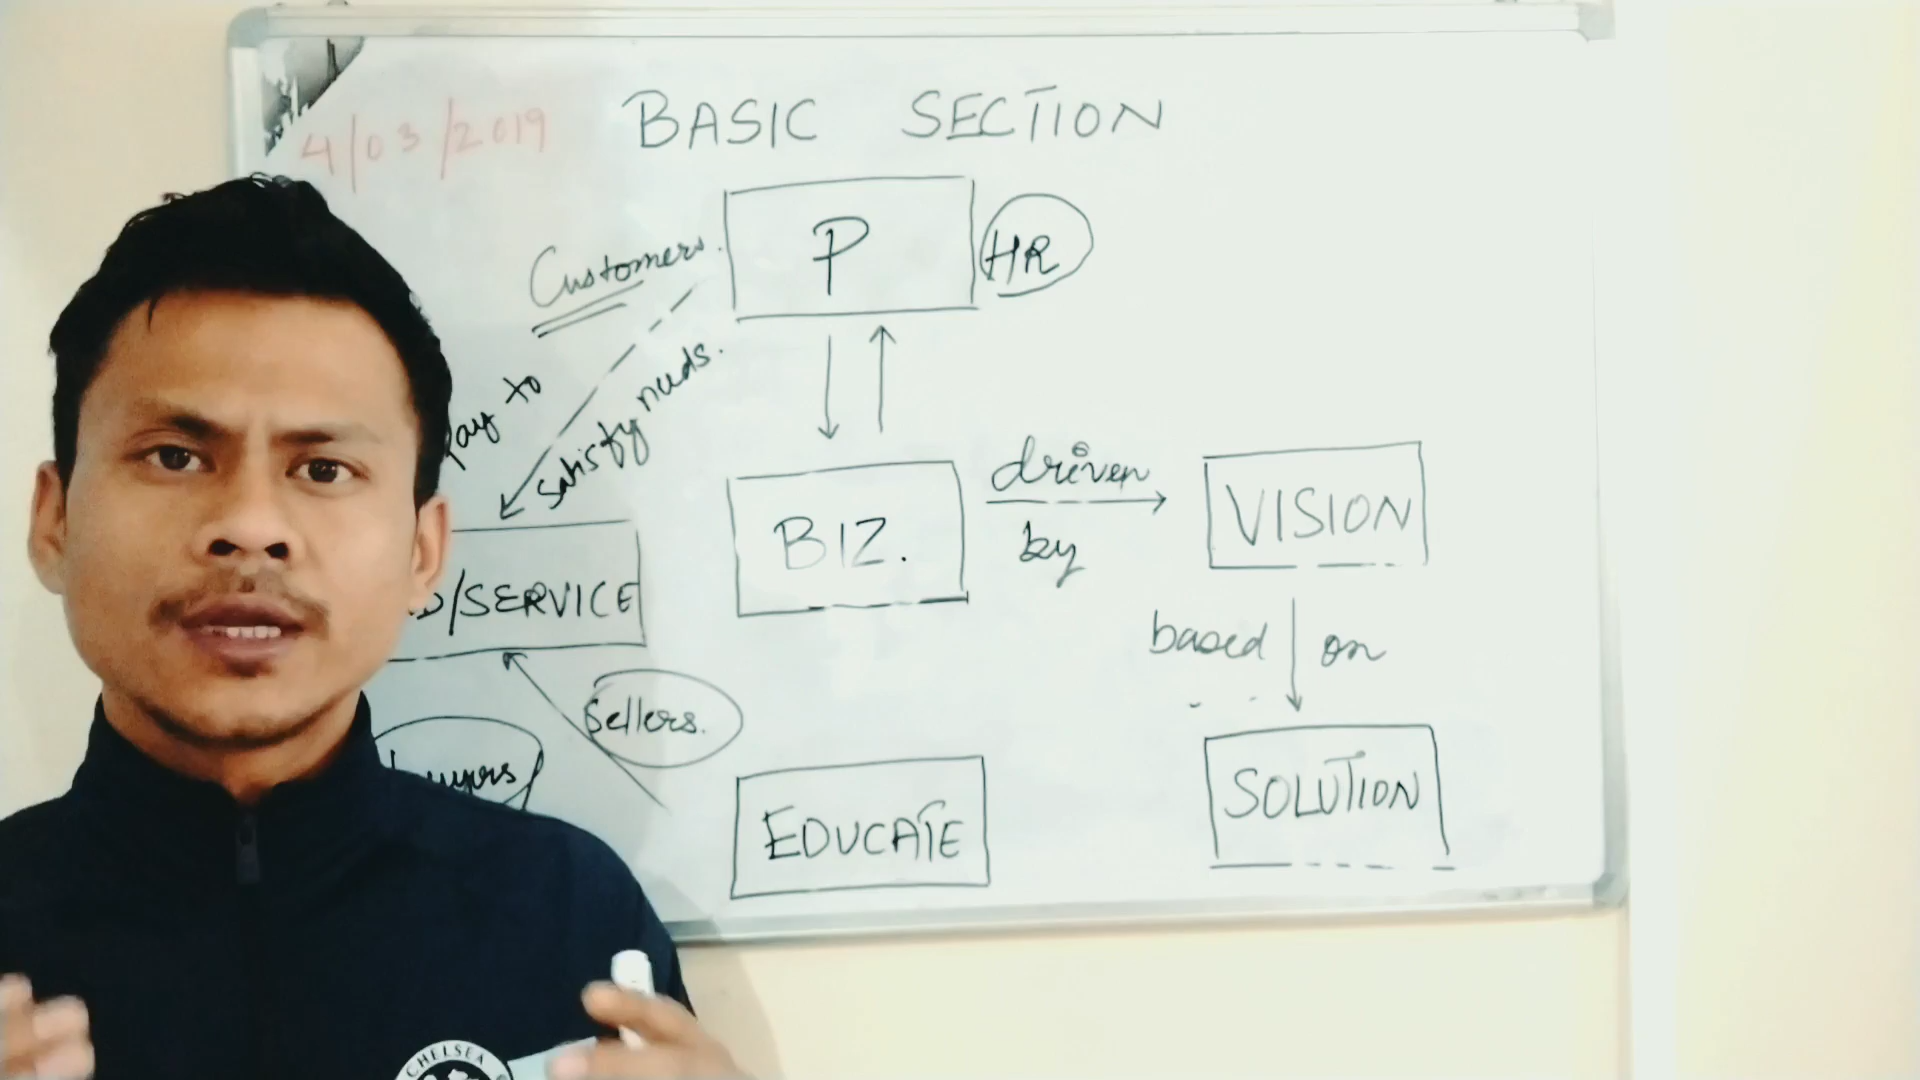 4/03/2019
BASIC SECTION
P
HR
Customers.
pay to
satisfy needs.
BIZ.
driven
by
VISION
/SERVICE
based on
Sellers.
SOLUTION
EDUCATE
CHELSEA